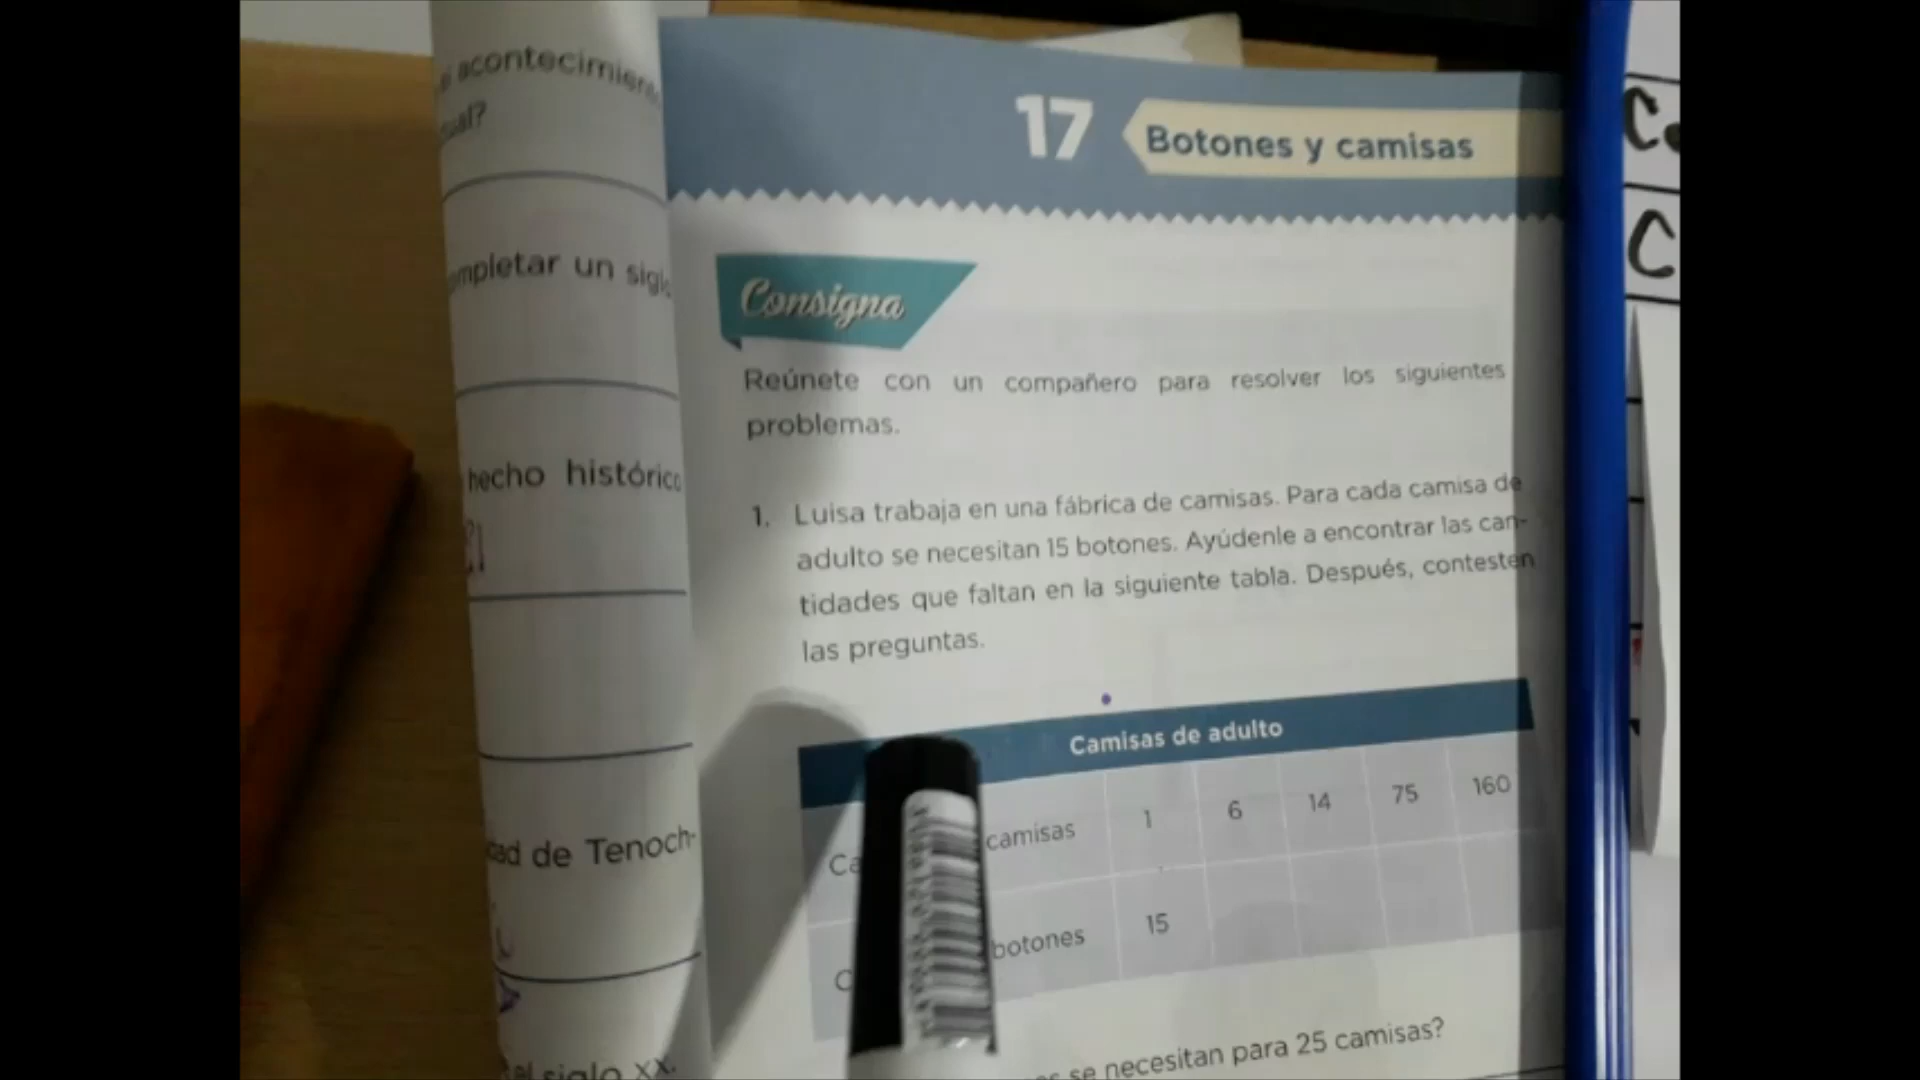 acontecimien
ual?
mpletar un sigl
hecho histórico
dad de Tenoch-
siglo XX.
17
Botones y camisas
Consigna
Reúnete con un compañero para resolver los siguientes
problemas.
1. Luisa trabaja en una fábrica de camisas. Para cada camisa de
adulto se necesitan 15 botones. Ayúdenle a encontrar las can-
tidades que faltan en la siguiente tabla. Después, contesten
las preguntas.
Camisas de adulto
Ca camisas 1 6 14 75 160
C botones 15
se necesitan para 25 camisas?
C
C